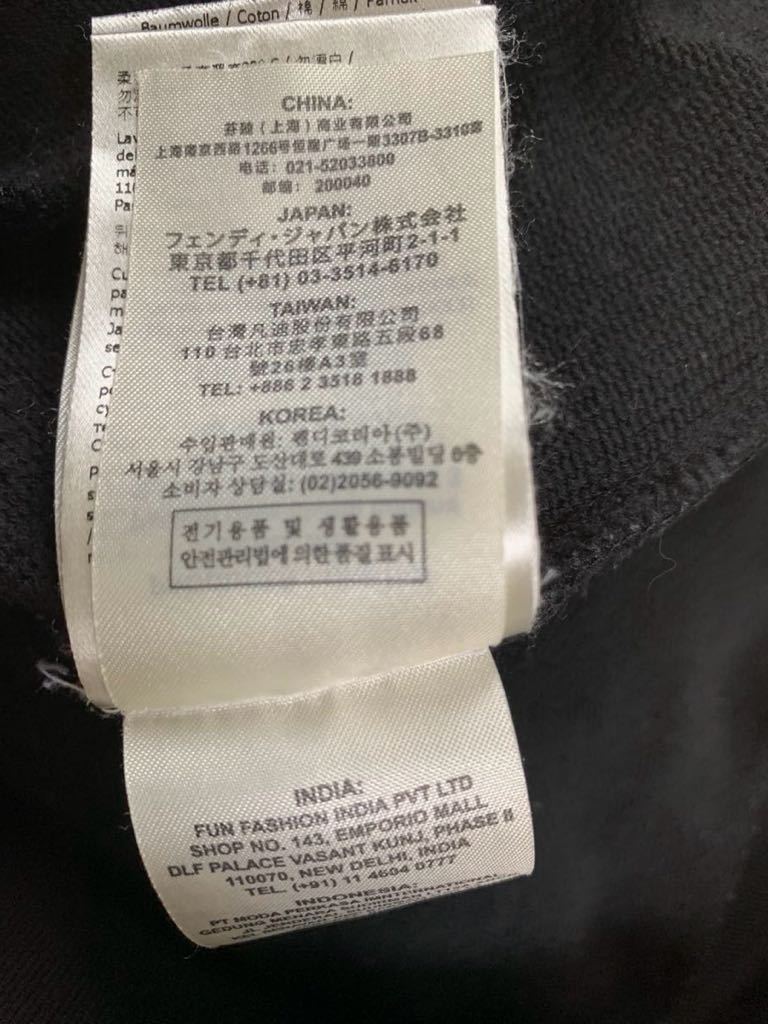 Baumwolle / Coton / 棉 / 綿 /
CHINA:
芬迪（上海）商业有限公司
上海南京西路1266号恒隆广场一期3307B-3310室
电话： 021-52033800
邮编： 200040
JAPAN:
フェンディ・ジャパン株式会社
東京都千代田区平河町2-1-1
TEL (+81) 03-3514-6170
TAIWAN:
台灣凡迪股份有限公司
110 台北市忠孝東路五段68
號26樓A3室
TEL: +886 2 3518 1888
KOREA:
수입판매원: 펜디코리아(주)
서울시 강남구 도산대로 439 소봉빌딩 6층
소비자 상담실: (02)2056-9092
전기용품 및 생활용품
안전관리법에 의한 품질 표시
INDIA:
FUN FASHION INDIA PVT LTD
SHOP NO. 143, EMPORIO MALL
DLF PALACE VASANT KUNJ, PHASE II
110070, NEW DELHI, INDIA
TEL. (+91) 11 4604 0777
INDONESIA:
PT MODA PERKASA
GEDUNG MENARA